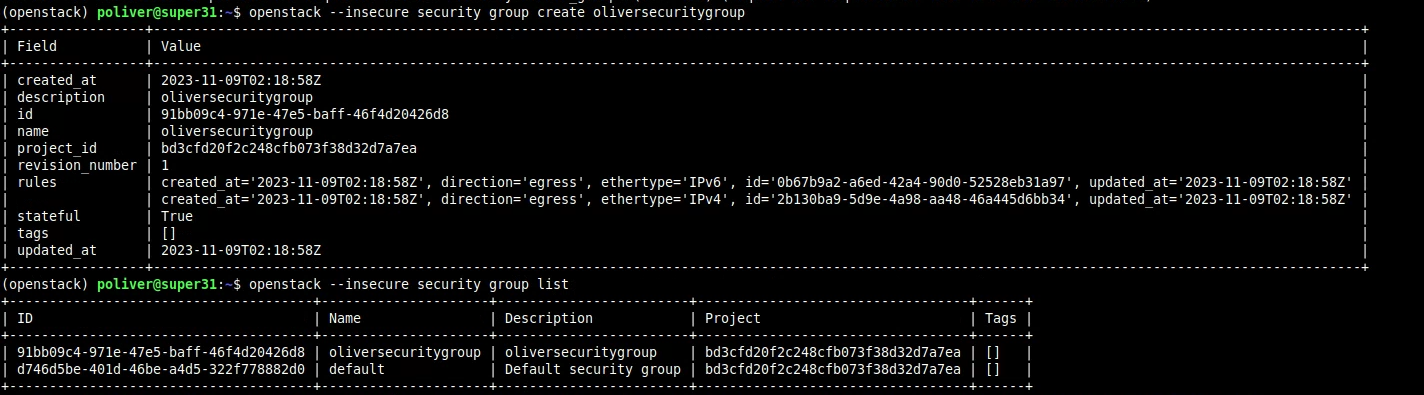 (openstack) poliver@super31:~$ openstack --insecure security group create oliversecuritygroup
+-----------------+------------------------------------------------------------------------------------------------------------------------------------------------------+
| Field           | Value                                                                                                                                                |
+-----------------+------------------------------------------------------------------------------------------------------------------------------------------------------+
| created_at      | 2023-11-09T02:18:58Z                                                                                                                                 |
| description     | oliversecuritygroup                                                                                                                                  |
| id              | 91bb09c4-971e-47e5-baff-46f4d20426d8                                                                                                                 |
| name            | oliversecuritygroup                                                                                                                                  |
| project_id      | bd3cfd20f2c248cfb073f38d32d7a7ea                                                                                                                     |
| revision_number | 1                                                                                                                                                    |
| rules           | created_at='2023-11-09T02:18:58Z', direction='egress', ethertype='IPv6', id='0b67b9a2-a6ed-42a4-90d0-52528eb31a97', updated_at='2023-11-09T02:18:58Z' |
|                 | created_at='2023-11-09T02:18:58Z', direction='egress', ethertype='IPv4', id='2b130ba9-5d9e-4a98-aa48-46a445d6bb34', updated_at='2023-11-09T02:18:58Z' |
| stateful        | True                                                                                                                                                 |
| tags            | []                                                                                                                                                   |
| updated_at      | 2023-11-09T02:18:58Z                                                                                                                                 |
+-----------------+------------------------------------------------------------------------------------------------------------------------------------------------------+
(openstack) poliver@super31:~$ openstack --insecure security group list
+--------------------------------------+---------------------+------------------------+----------------------------------+------+
| ID                                   | Name                | Description            | Project                          | Tags |
+--------------------------------------+---------------------+------------------------+----------------------------------+------+
| 91bb09c4-971e-47e5-baff-46f4d20426d8 | oliversecuritygroup | oliversecuritygroup    | bd3cfd20f2c248cfb073f38d32d7a7ea | []   |
| d746d5be-401d-46be-a4d5-322f778882d0 | default             | Default security group | bd3cfd20f2c248cfb073f38d32d7a7ea | []   |
+--------------------------------------+---------------------+------------------------+----------------------------------+------+